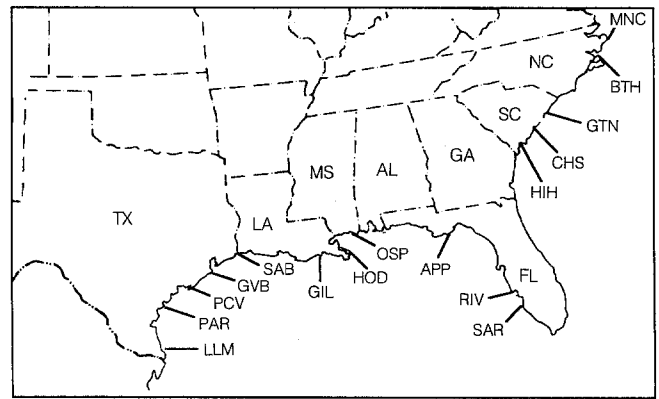 MNC
NC
BTH
SC
GTN
CHS
HIH
MS
AL
GA
TX
LA
OSP
SAB
HOD
APP
FL
GVB
GIL
PCV
RIV
PAR
SAR
LLM